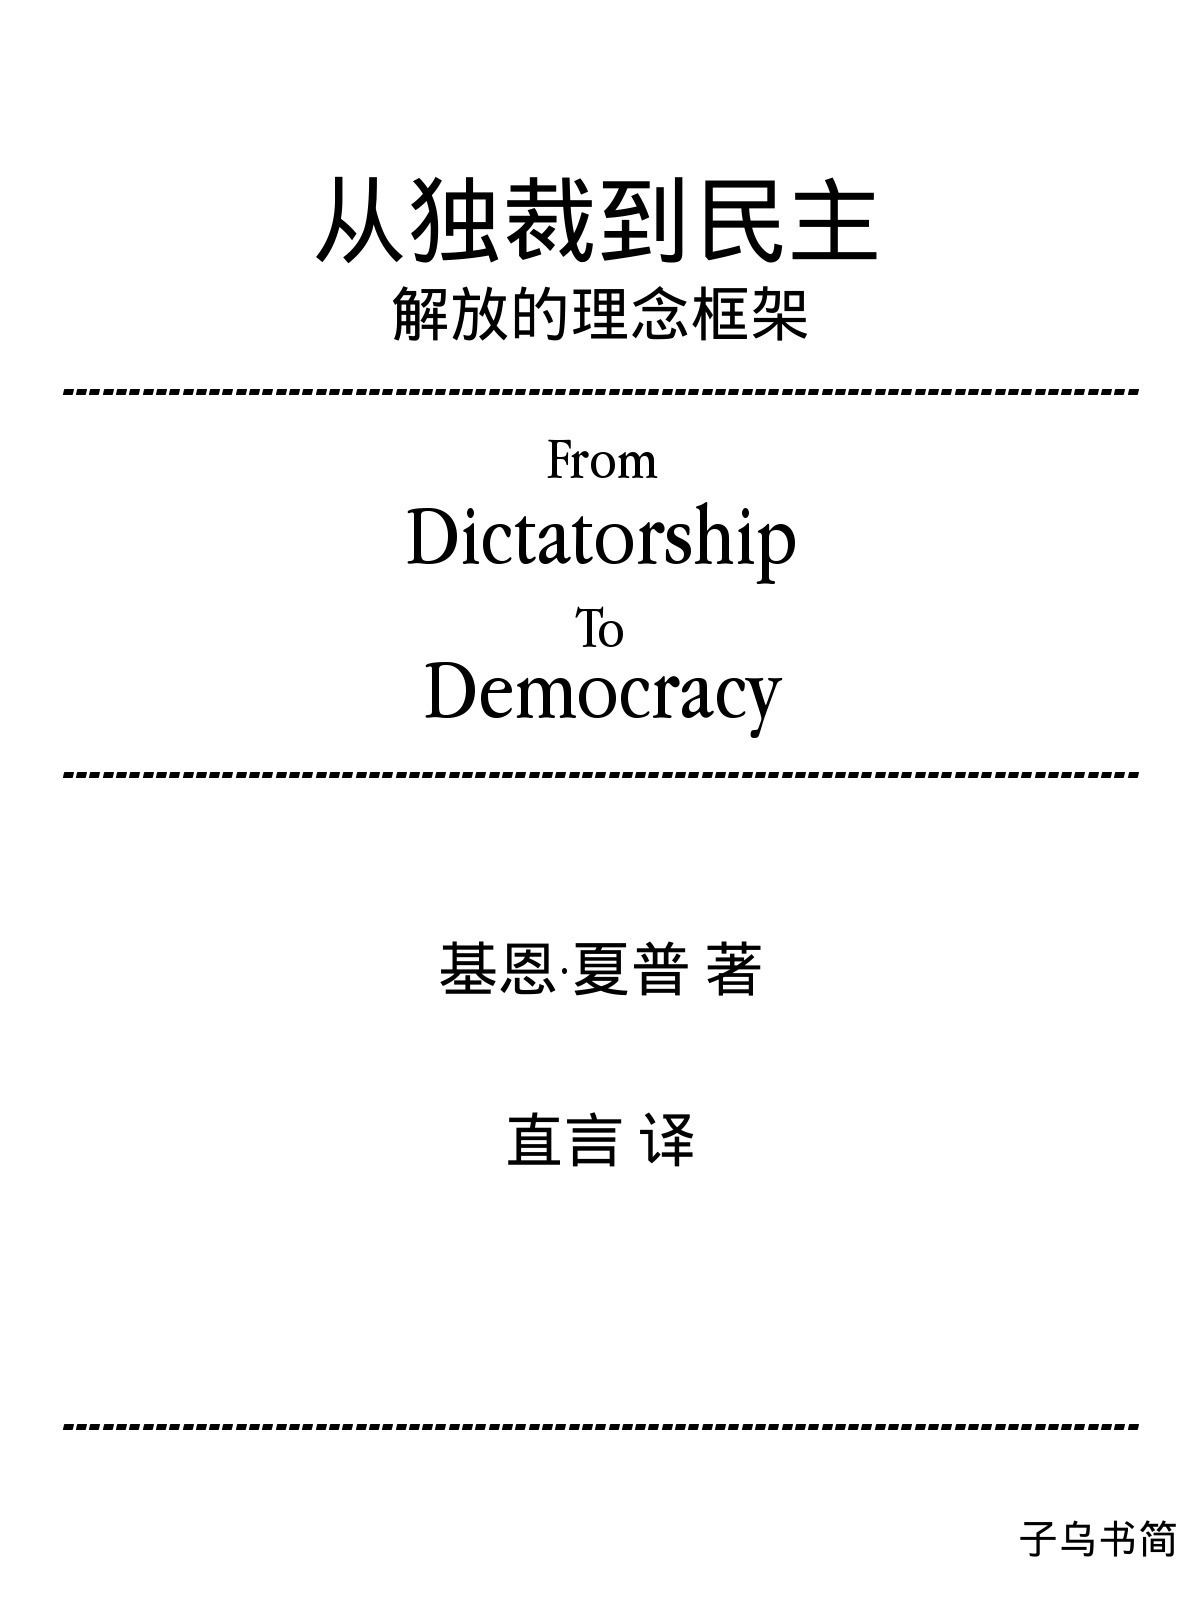 从独裁到民主
解放的理念框架
From
Dictatorship
To
Democracy
基恩·夏普 著
直言 译
子乌书简